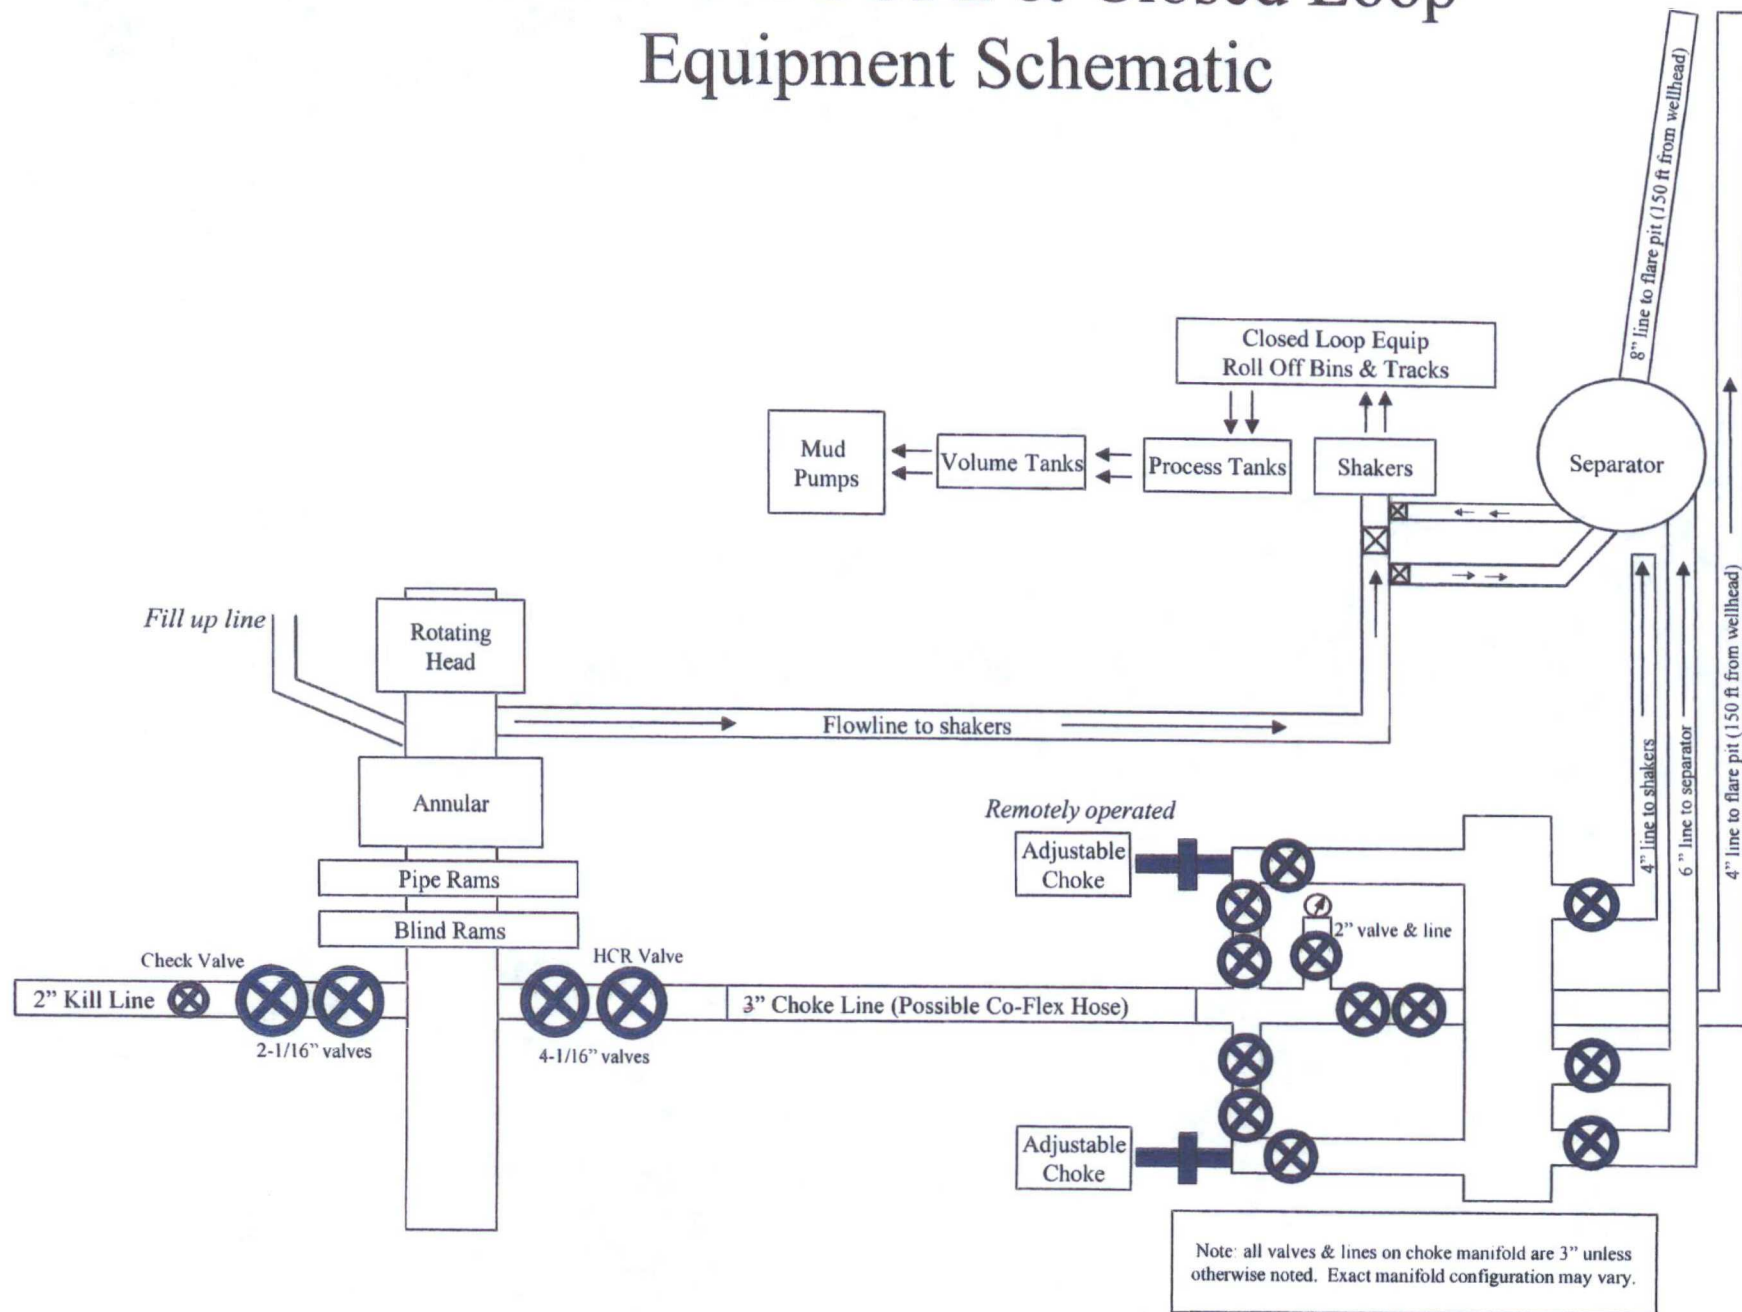 & Closed Loop
Equipment Schematic
8” line to flare pit (150 ft from wellhead)
Closed Loop Equip
Roll Off Bins & Tracks
Mud
Pumps
Volume Tanks
Process Tanks
Shakers
Separator
Fill up line
Rotating
Head
Flowline to shakers
Annular
Pipe Rams
Blind Rams
Remotely operated
Adjustable
Choke
2” valve & line
4” line to shakers
6 ” line to separator
4” line to flare pit (150 ft from wellhead)
Check Valve
HCR Valve
2” Kill Line
3” Choke Line (Possible Co-Flex Hose)
2-1/16” valves
4-1/16” valves
Adjustable
Choke
Note: all valves & lines on choke manifold are 3” unless
otherwise noted. Exact manifold configuration may vary.